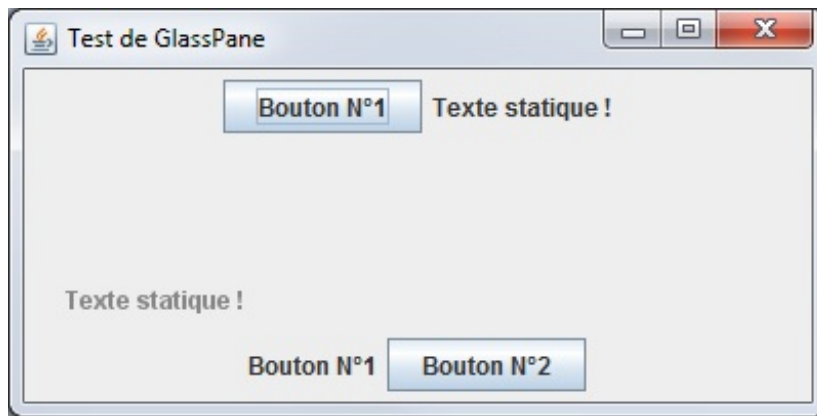 Test de GlassPane
Bouton N°1 Texte statique !
Texte statique !
Bouton N°1 Bouton N°2